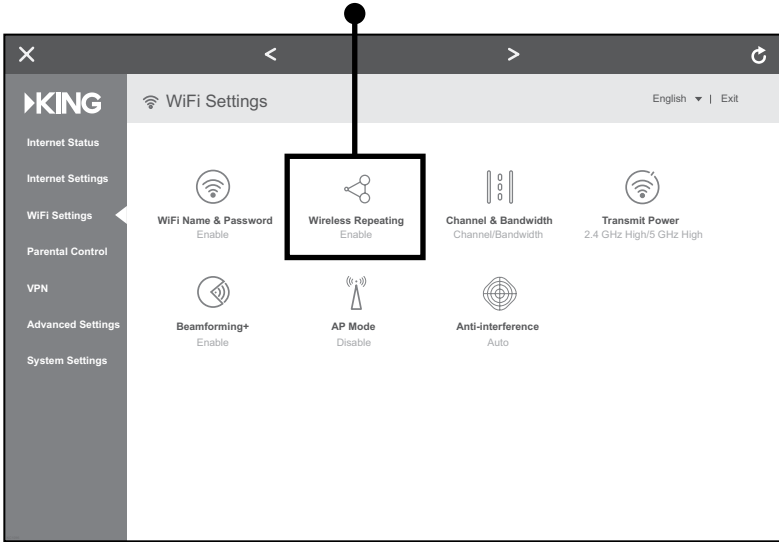 KING
WiFi Settings
English | Exit
Internet Status
Internet Settings
WiFi Settings
Parental Control
VPN
Advanced Settings
System Settings
WiFi Name & Password
Enable
Wireless Repeating
Enable
Channel & Bandwidth
Channel/Bandwidth
Transmit Power
2.4 GHz High/5 GHz High
Beamforming+
Enable
AP Mode
Disable
Anti-interference
Auto